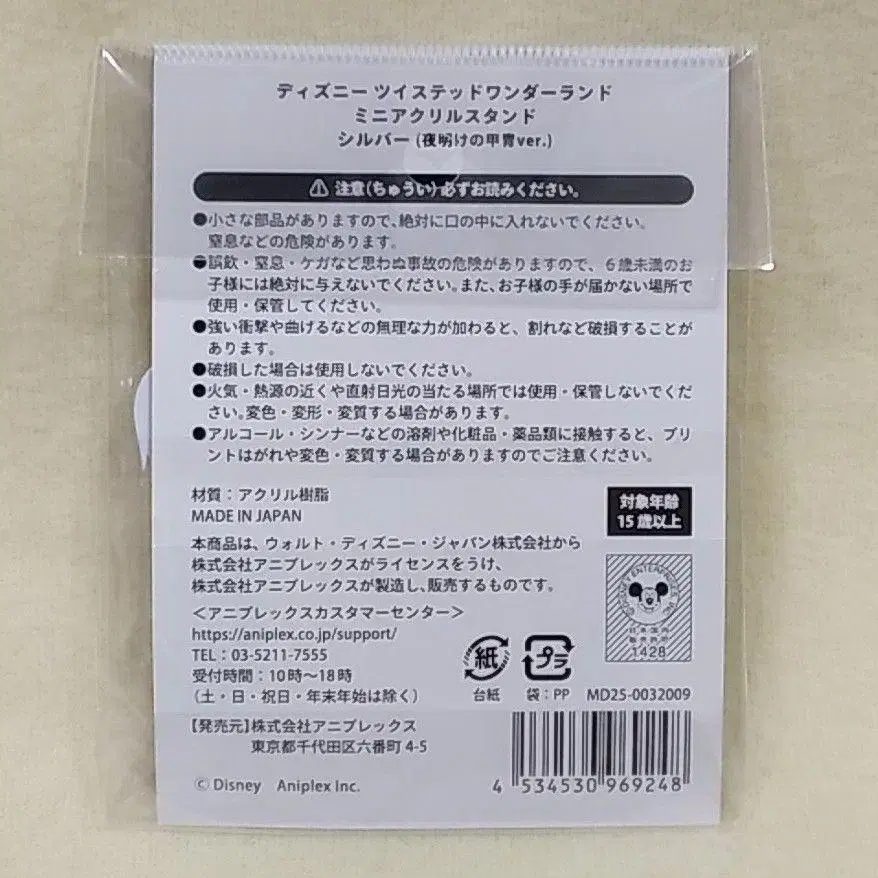 ディズニー ツイステッドワンダーランド
ミニアクリルスタンド
シルバー (夜明けの甲冑ver.)
⚠ 注意(ちゅうい)必ずお読みください。
●小さな部品がありますので、絶対に口の中に入れないでください。
窒息などの危険があります。
●誤飲・窒息・ケガなど思わぬ事故の危険がありますので、６歳未満のお
子様には絶対に与えないでください。また、お子様の手が届かない場所で
使用・保管してください。
●強い衝撃や曲げるなどの無理な力が加わると、割れなど破損することが
あります。
●破損した場合は使用しないでください。
●火気・熱源の近くや直射日光の当たる場所では使用・保管しないでくだ
さい。変色・変形・変質する場合があります。
●アルコール・シンナーなどの溶剤や化粧品・薬品類に接触すると、プリ
ントはがれや変色・変質する場合がありますのでご注意ください。
材質：アクリル樹脂
MADE IN JAPAN
対象年齢
15歳以上
本商品は、ウォルト・ディズニー・ジャパン株式会社から
株式会社アニプレックスがライセンスをうけ、
株式会社アニプレックスが製造し、販売するものです。
＜アニプレックスカスタマーセンター＞
https://aniplex.co.jp/support/
TEL：03-5211-7555
受付時間：10時～18時
（土・日・祝日・年末年始は除く）
紙
プラ
DISNEY ENTERPRISES, INC.
1428
台紙 袋：PP MD25-0032009
【発売元】株式会社アニプレックス
東京都千代田区六番町 4-5
© Disney Aniplex Inc.
4 534530 969248